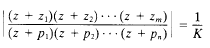 |(z + z₁)(z + z₂) ··· (z + zₘ) / (z + p₁)(z + p₂) ··· (z + pₙ)| = 1/K